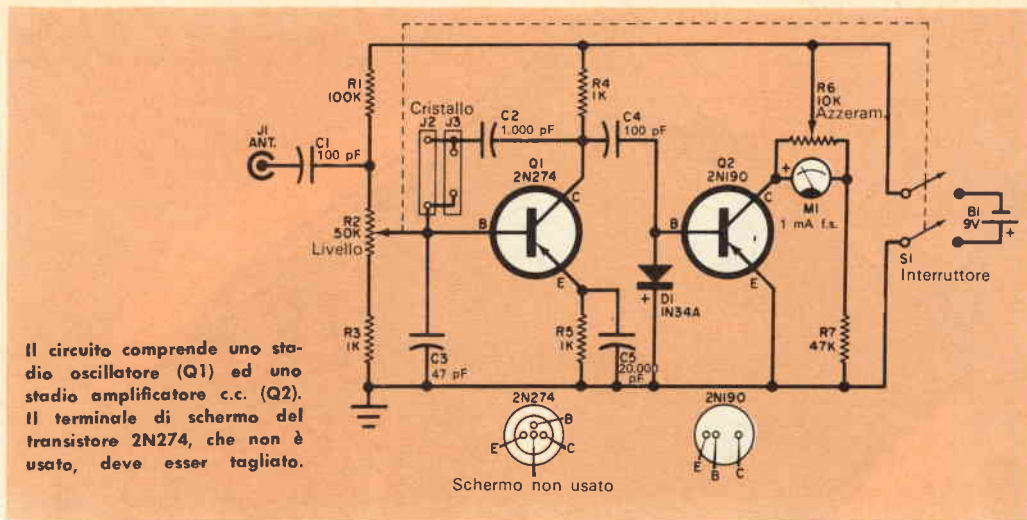 R1
100K
J1
ANT.
C1
100 pF
Cristallo
J2 J3
C2
1.000 pF
R4
1K
C4
100 pF
R6
10K
Azzeram.
Q1
2N274
Q2
2N190
B
C
E
B
C
E
+
M1
1 mA f.s.
R2
50K
Livello
B1
9V
+
S1
Interruttore
D1
1N34A
+
R3
1K
C3
47 pF
R5
1K
C5
20.000
pF
R7
47K
Il circuito comprende uno sta-
dio oscillatore (Q1) ed uno
stadio amplificatore c.c. (Q2).
Il terminale di schermo del
transistore 2N274, che non è
usato, deve esser tagliato.
2N274
B
E
C
Schermo non usato
2N190
E
B
C